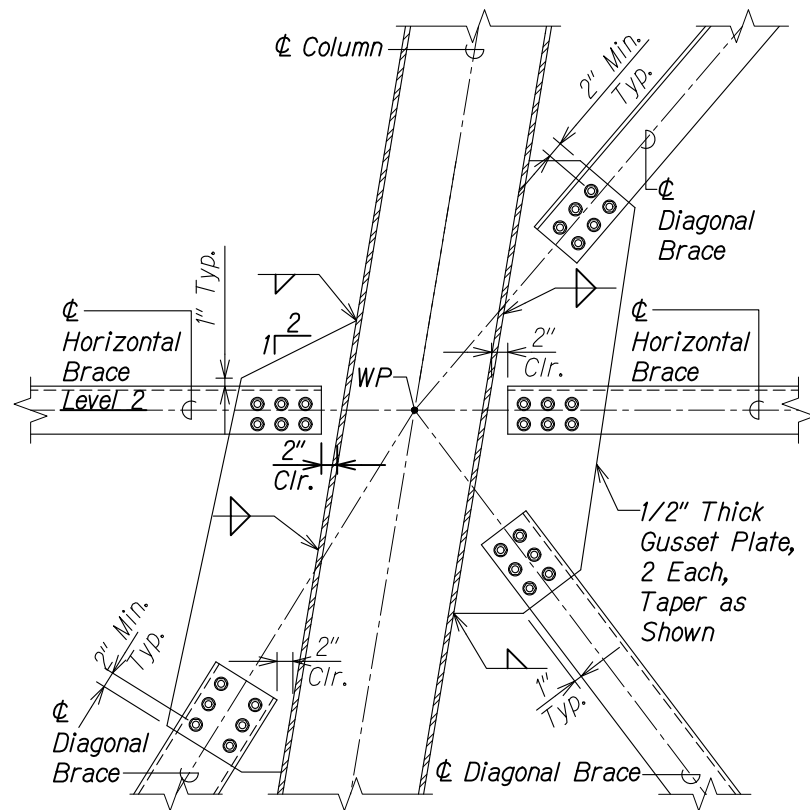 ℄ Column
2" Min.
Typ.
℄
Diagonal
Brace
1" Typ.
℄
Horizontal
Brace
Level 2
2
1
2"
Clr.
℄
Horizontal
Brace
WP
2"
Clr.
1/2" Thick
Gusset Plate,
2 Each,
Taper as
Shown
2" Min.
Typ.
2"
Clr.
1"
Typ.
℄
Diagonal
Brace
℄ Diagonal Brace